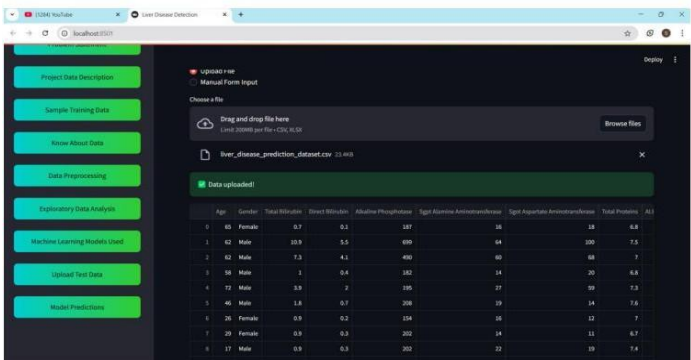 (1264) YouTube
Liver Disease Detection
localhost:8501
Deploy
Problem Statement
Project Data Description
Sample Training Data
Know About Data
Data Preprocessing
Exploratory Data Analysis
Machine Learning Models Used
Upload Test Data
Model Predictions
Upload File
Manual Form Input
Choose a file
Drag and drop file here
Limit 200MB per file • CSV, XLSX
Browse files
liver_disease_prediction_dataset.csv 23.4KB
Data uploaded!
Age Gender Total Bilirubin Direct Bilirubin Alkaline Phosphotase Sgpt Alamine Aminotransferase Sgot Aspartate Aminotransferase Total Proteins
0 65 Female 0.7 0.1 187 16 18 6.8
1 62 Male 10.9 5.5 699 64 100 7.5
2 62 Male 7.3 4.1 490 60 68 7
3 58 Male 1 0.4 182 14 20 6.8
4 72 Male 3.9 2 195 27 59 7.3
5 46 Male 1.8 0.7 208 19 14 7.6
6 26 Female 0.9 0.2 154 16 12 7
7 29 Female 0.9 0.3 202 14 11 6.7
8 17 Male 0.9 0.3 202 22 19 7.4